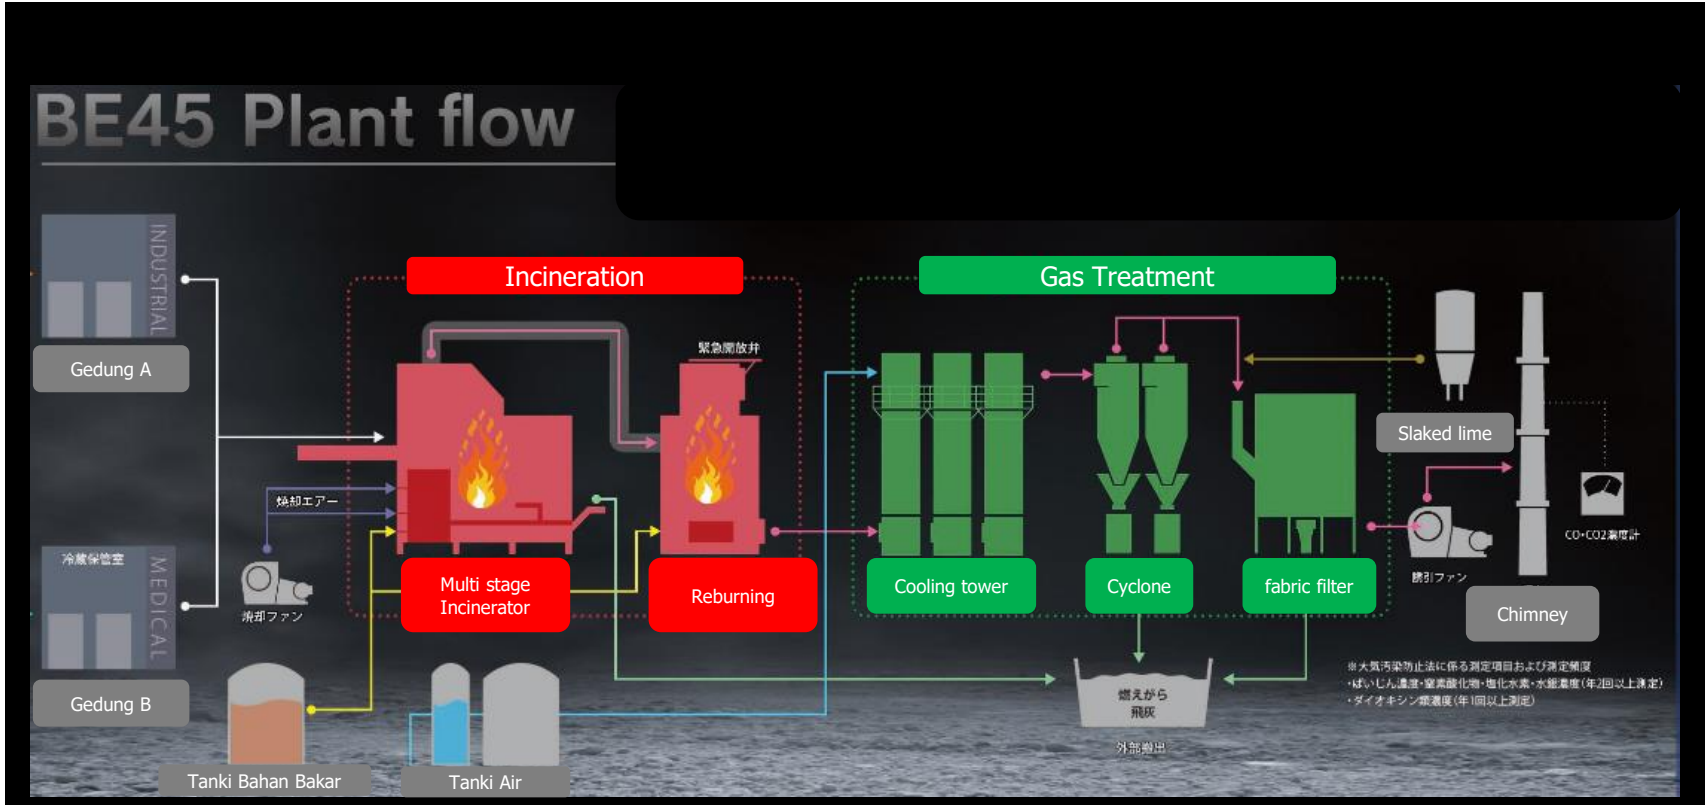 BE45 Plant flow
INDUSTRIAL
Gedung A
Incineration
Gas Treatment
緊急開放弁
Slaked lime
焼却エアー
CO・CO2濃度計
冷蔵保管室
MEDICAL
焼却ファン
Multi stage
Incinerator
Reburning
Cooling tower
Cyclone
fabric filter
誘引ファン
Chimney
Gedung B
燃えがら
飛灰
外部搬出
※大気汚染防止法に係る測定項目および測定頻度
・ばいじん濃度・窒素酸化物・塩化水素・水銀濃度(年2回以上測定)
・ダイオキシン類濃度(年1回以上測定)
Tanki Bahan Bakar
Tanki Air